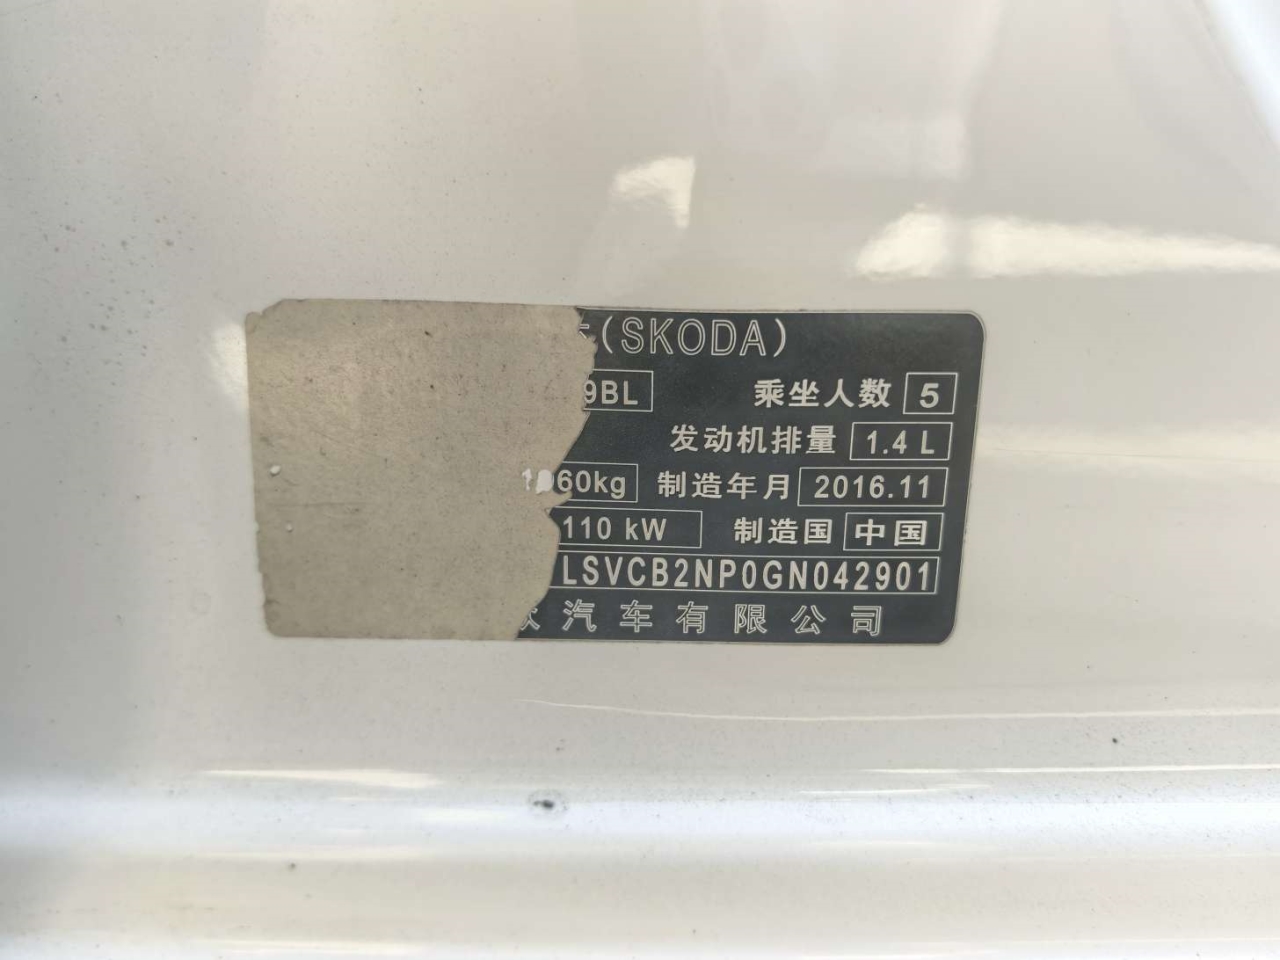 (SKODA)
9BL 乘坐人数 5
发动机排量 1.4 L
60kg 制造年月 2016.11
110 kW 制造国 中国
LSVCB2NP0GN042901
汽车有限公司